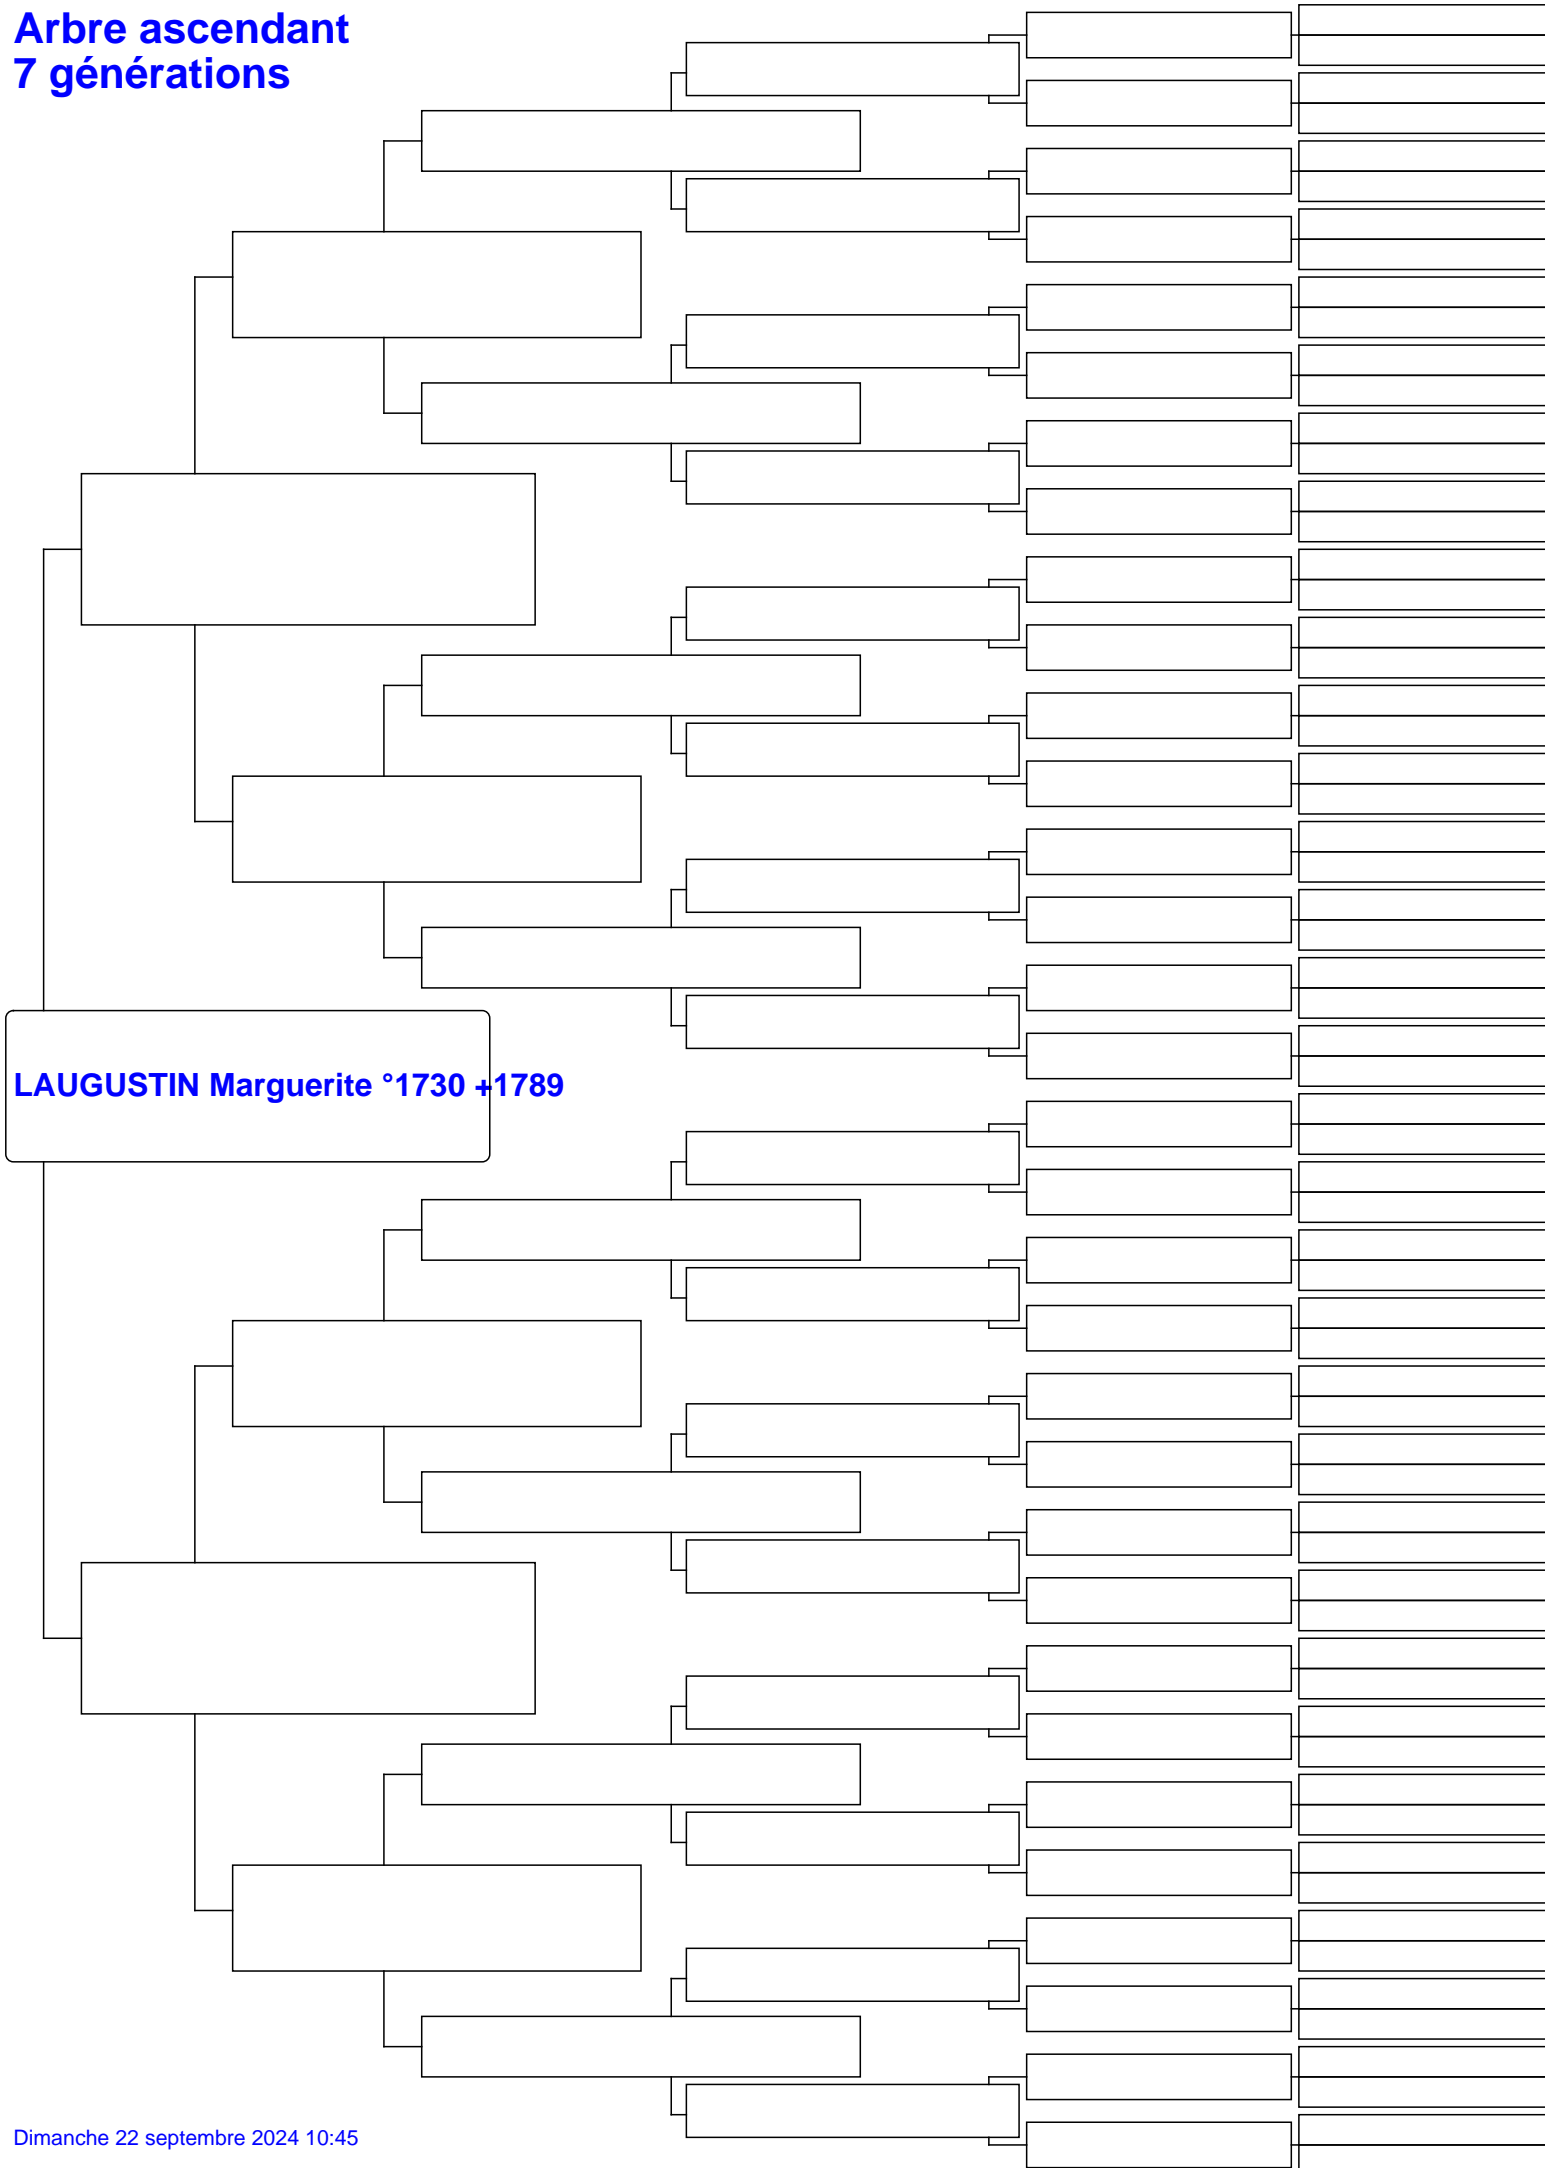 Arbre ascendant
7 générations
LAUGUSTIN Marguerite °1730 +1789
Dimanche 22 septembre 2024 10:45